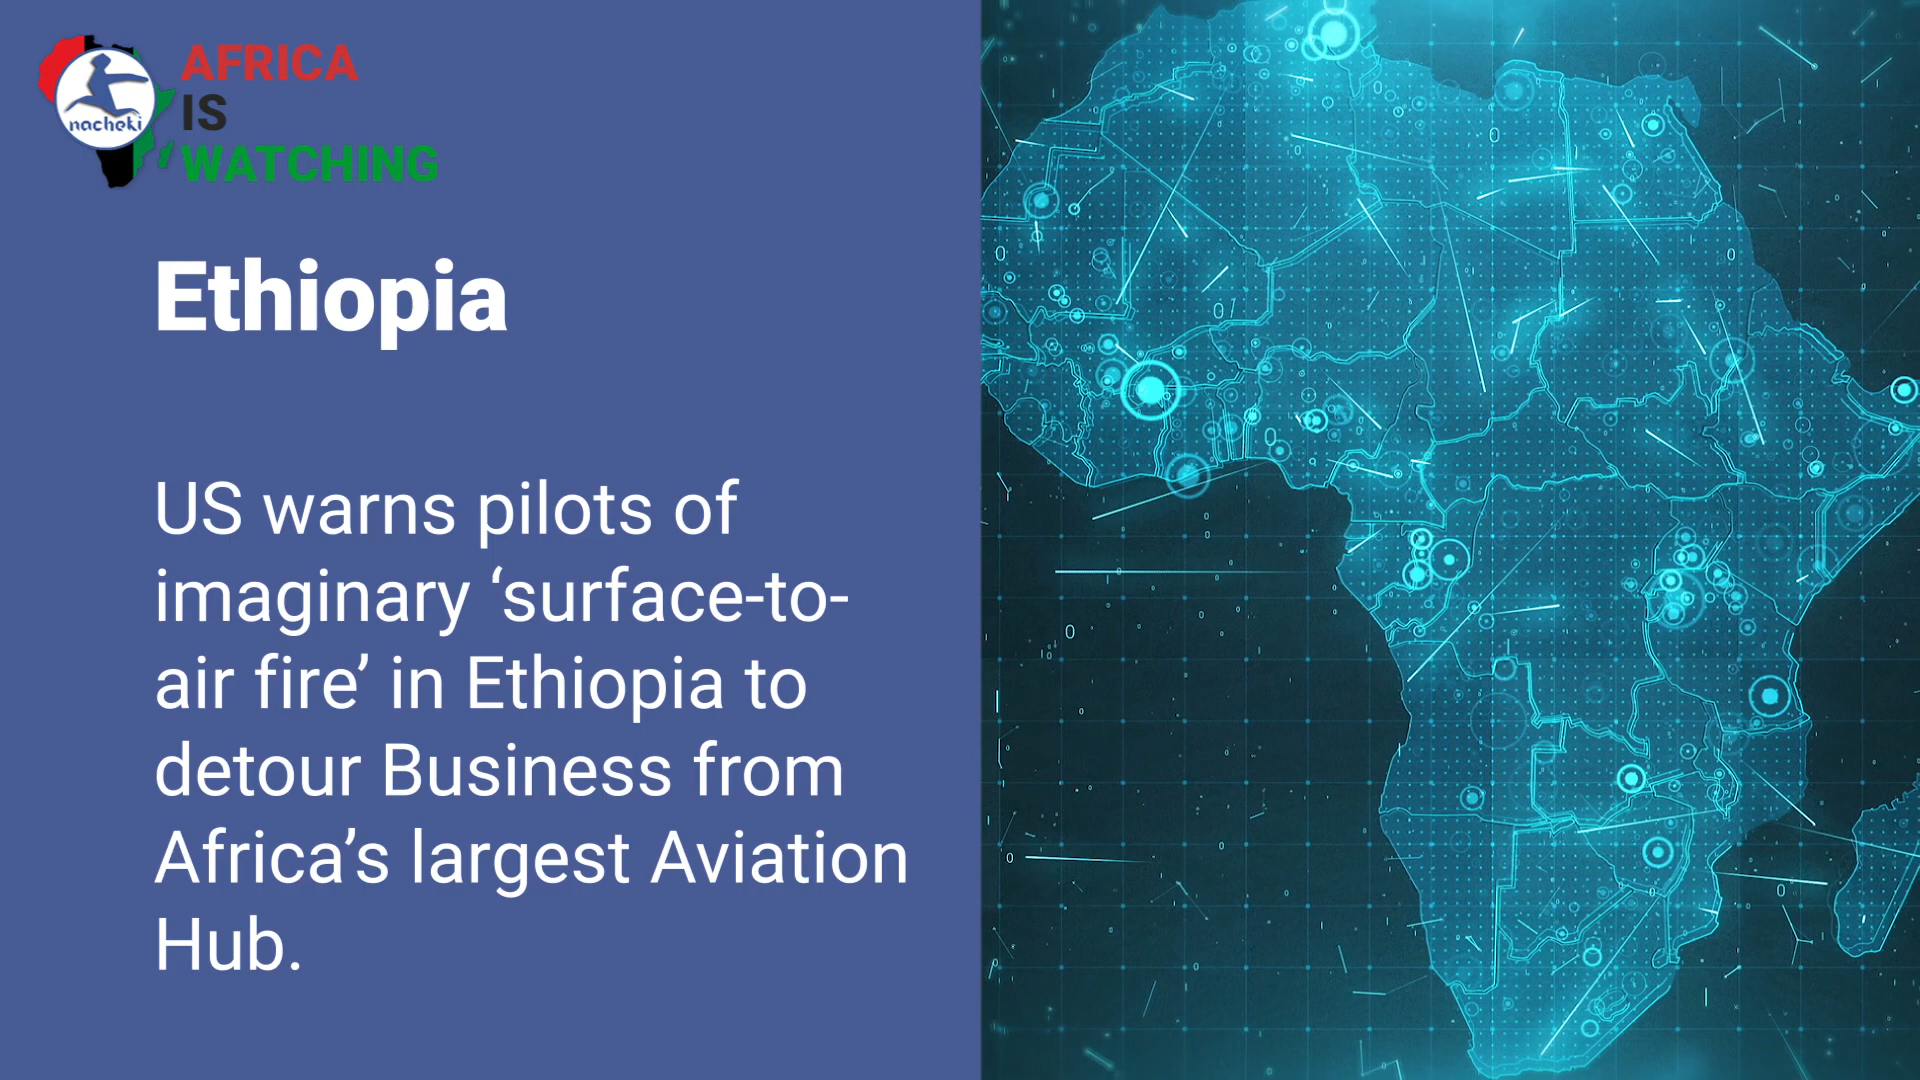 nacheki
AFRICA
IS
WATCHING
Ethiopia
US warns pilots of
imaginary ‘surface-to-
air fire’ in Ethiopia to
detour Business from
Africa’s largest Aviation
Hub.